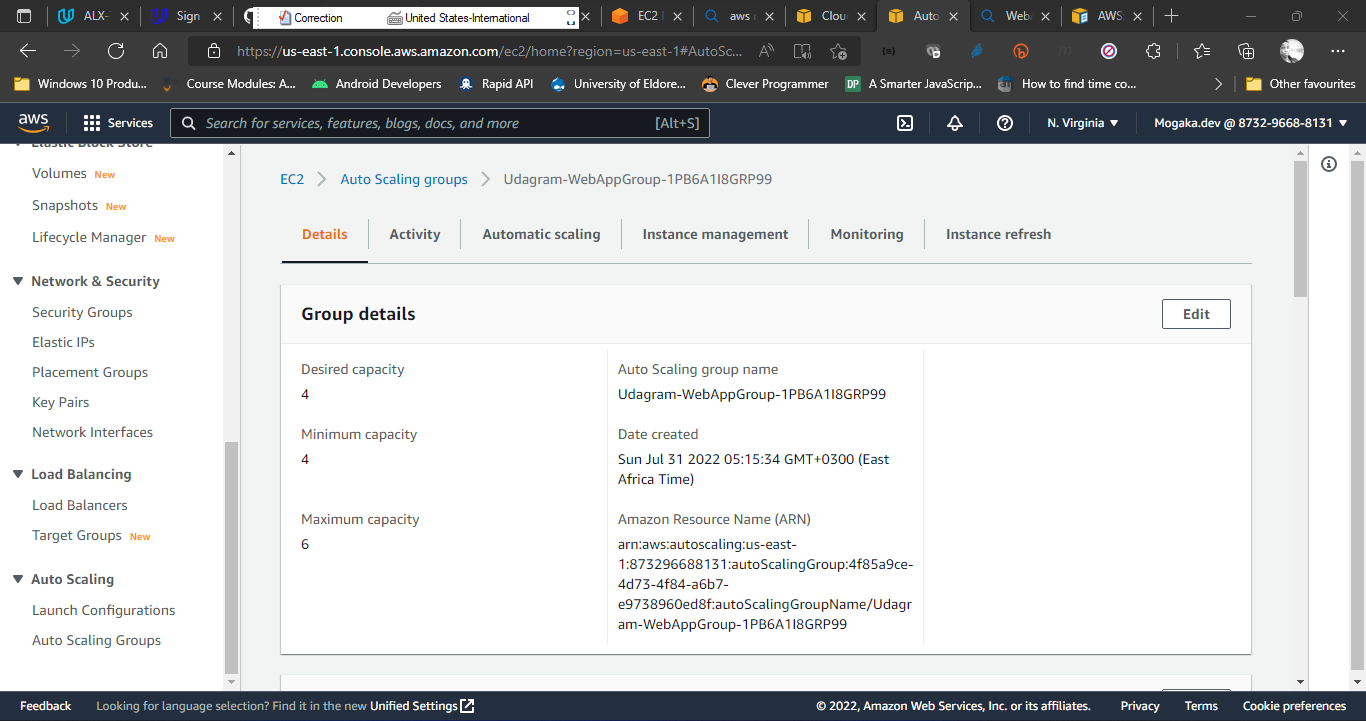 ALX-
Sign
Correction
United States-International
EC2
aws
Clou
Auto
Web
AWS:
https://us-east-1.console.aws.amazon.com/ec2/home?region=us-east-1#AutoSc...
Windows 10 Produ...
Course Modules: A...
Android Developers
Rapid API
University of Eldore...
Clever Programmer
DP
A Smarter JavaScrip...
How to find time co...
Other favourites
aws
Services
Search for services, features, blogs, docs, and more
[Alt+S]
N. Virginia
Mogaka.dev @ 8732-9668-8131
Elastic Block Store
Volumes New
Snapshots New
Lifecycle Manager New
Network & Security
Security Groups
Elastic IPs
Placement Groups
Key Pairs
Network Interfaces
Load Balancing
Load Balancers
Target Groups New
Auto Scaling
Launch Configurations
Auto Scaling Groups
EC2
Auto Scaling groups
Udagram-WebAppGroup-1PB6A1I8GRP99
Details
Activity
Automatic scaling
Instance management
Monitoring
Instance refresh
Group details
Edit
Desired capacity
4
Minimum capacity
4
Maximum capacity
6
Auto Scaling group name
Udagram-WebAppGroup-1PB6A1I8GRP99
Date created
Sun Jul 31 2022 05:15:34 GMT+0300 (East
Africa Time)
Amazon Resource Name (ARN)
arn:aws:autoscaling:us-east-
1:873296688131:autoScalingGroup:4f85a9ce-
4d73-4f84-a6b7-
e9738960ed8f:autoScalingGroupName/Udagr
am-WebAppGroup-1PB6A1I8GRP99
Feedback
Looking for language selection? Find it in the new Unified Settings
© 2022, Amazon Web Services, Inc. or its affiliates.
Privacy
Terms
Cookie preferences